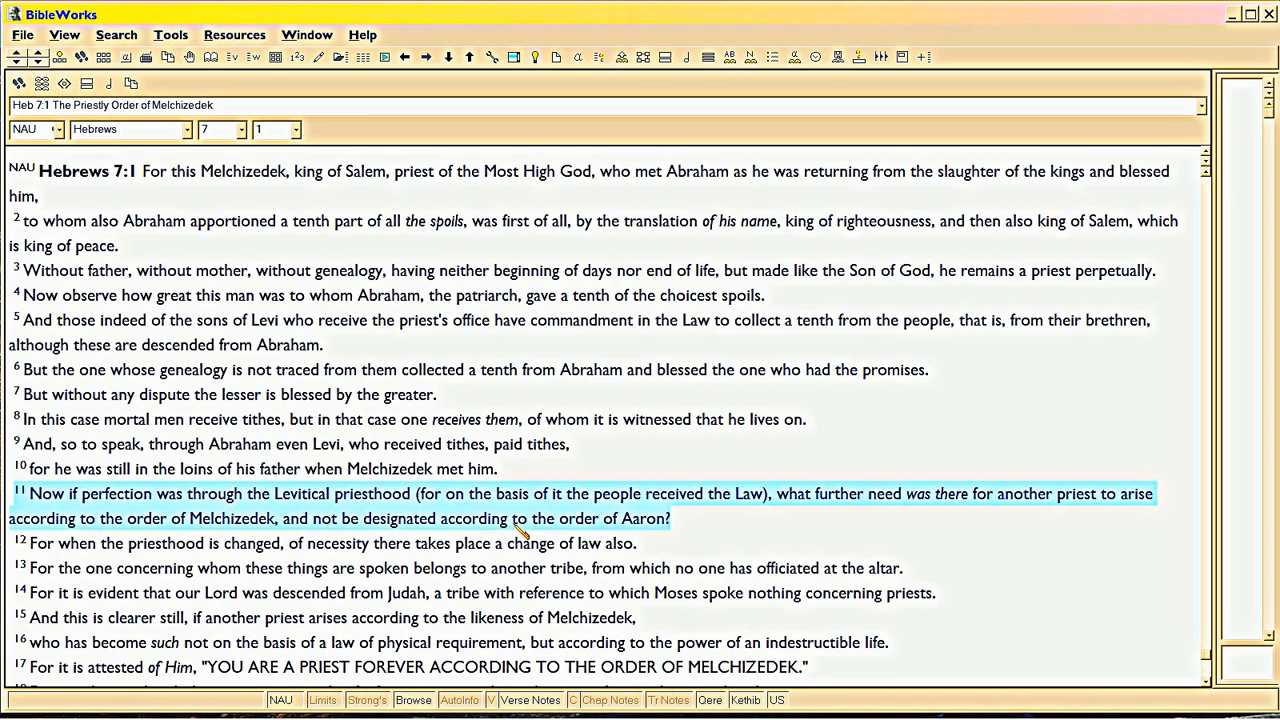 BibleWorks
File View Search Tools Resources Window Help
Heb 7:1 The Priestly Order of Melchizedek
NAU Hebrews 7 1
NAU Hebrews 7:1 For this Melchizedek, king of Salem, priest of the Most High God, who met Abraham as he was returning from the slaughter of the kings and blessed
him,
2 to whom also Abraham apportioned a tenth part of all the spoils, was first of all, by the translation of his name, king of righteousness, and then also king of Salem, which
is king of peace.
3 Without father, without mother, without genealogy, having neither beginning of days nor end of life, but made like the Son of God, he remains a priest perpetually.
4 Now observe how great this man was to whom Abraham, the patriarch, gave a tenth of the choicest spoils.
5 And those indeed of the sons of Levi who receive the priest's office have commandment in the Law to collect a tenth from the people, that is, from their brethren,
although these are descended from Abraham.
6 But the one whose genealogy is not traced from them collected a tenth from Abraham and blessed the one who had the promises.
7 But without any dispute the lesser is blessed by the greater.
8 In this case mortal men receive tithes, but in that case one receives them, of whom it is witnessed that he lives on.
9 And, so to speak, through Abraham even Levi, who received tithes, paid tithes,
10 for he was still in the loins of his father when Melchizedek met him.
11 Now if perfection was through the Levitical priesthood (for on the basis of it the people received the Law), what further need was there for another priest to arise
according to the order of Melchizedek, and not be designated according to the order of Aaron?
12 For when the priesthood is changed, of necessity there takes place a change of law also.
13 For the one concerning whom these things are spoken belongs to another tribe, from which no one has officiated at the altar.
14 For it is evident that our Lord was descended from Judah, a tribe with reference to which Moses spoke nothing concerning priests.
15 And this is clearer still, if another priest arises according to the likeness of Melchizedek,
16 who has become such not on the basis of a law of physical requirement, but according to the power of an indestructible life.
17 For it is attested of Him, "YOU ARE A PRIEST FOREVER ACCORDING TO THE ORDER OF MELCHIZEDEK."
NAU Limits Strong's Browse AutoInfo V Verse Notes C Chap Notes Tr Notes Qere Kethib US